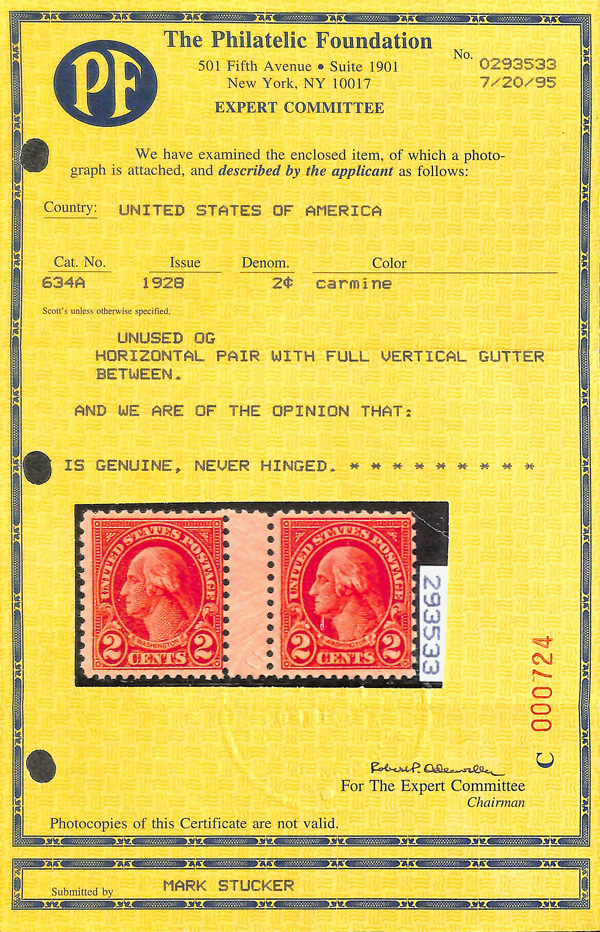 PF
The Philatelic Foundation
501 Fifth Avenue • Suite 1901
New York, NY 10017
EXPERT COMMITTEE
No. 0293533
7/20/95
We have examined the enclosed item, of which a photo-
graph is attached, and described by the applicant as follows:
Country: UNITED STATES OF AMERICA
Cat. No. Issue Denom. Color
634A 1928 2¢ carmine
Scott's unless otherwise specified.
UNUSED OG
HORIZONTAL PAIR WITH FULL VERTICAL GUTTER
BETWEEN.
AND WE ARE OF THE OPINION THAT:
IS GENUINE, NEVER HINGED. * * * * * * * * *
UNITED STATES POSTAGE
WASHINGTON
2 CENTS 2
UNITED STATES POSTAGE
WASHINGTON
2 CENTS 2
293533
C 000724
Robert P. Odenweller
For The Expert Committee
Chairman
Photocopies of this Certificate are not valid.
Submitted by MARK STUCKER